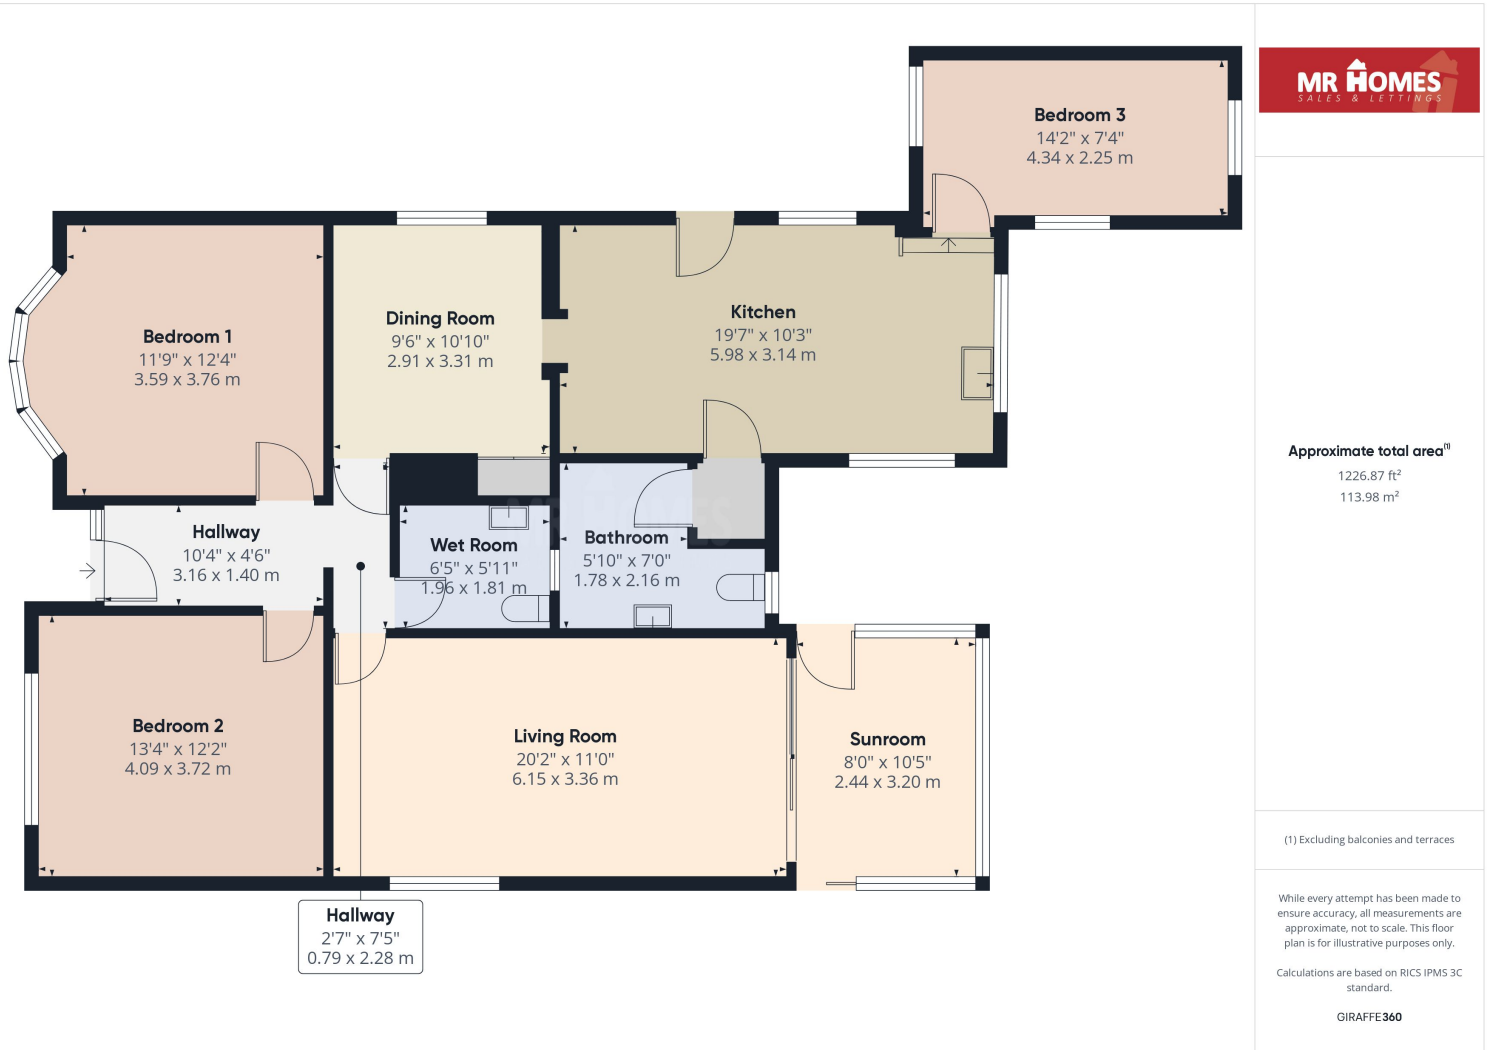 MR HOMES
SALES & LETTINGS
Bedroom 3
14'2" x 7'4"
4.34 x 2.25 m
Bedroom 1
11'9" x 12'4"
3.59 x 3.76 m
Dining Room
9'6" x 10'10"
2.91 x 3.31 m
Kitchen
19'7" x 10'3"
5.98 x 3.14 m
Hallway
10'4" x 4'6"
3.16 x 1.40 m
Wet Room
6'5" x 5'11"
1.96 x 1.81 m
Bathroom
5'10" x 7'0"
1.78 x 2.16 m
MR HOMES
Bedroom 2
13'4" x 12'2"
4.09 x 3.72 m
Living Room
20'2" x 11'0"
6.15 x 3.36 m
Sunroom
8'0" x 10'5"
2.44 x 3.20 m
Hallway
2'7" x 7'5"
0.79 x 2.28 m
Approximate total area(1)
1226.87 ft²
113.98 m²
(1) Excluding balconies and terraces
While every attempt has been made to
ensure accuracy, all measurements are
approximate, not to scale. This floor
plan is for illustrative purposes only.
Calculations are based on RICS IPMS 3C
standard.
GIRAFFE360